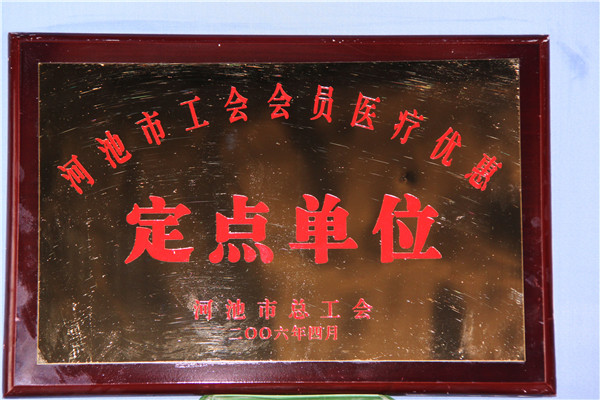 河池市工会会员医疗优惠
定点单位
河池市总工会
二〇〇六年四月